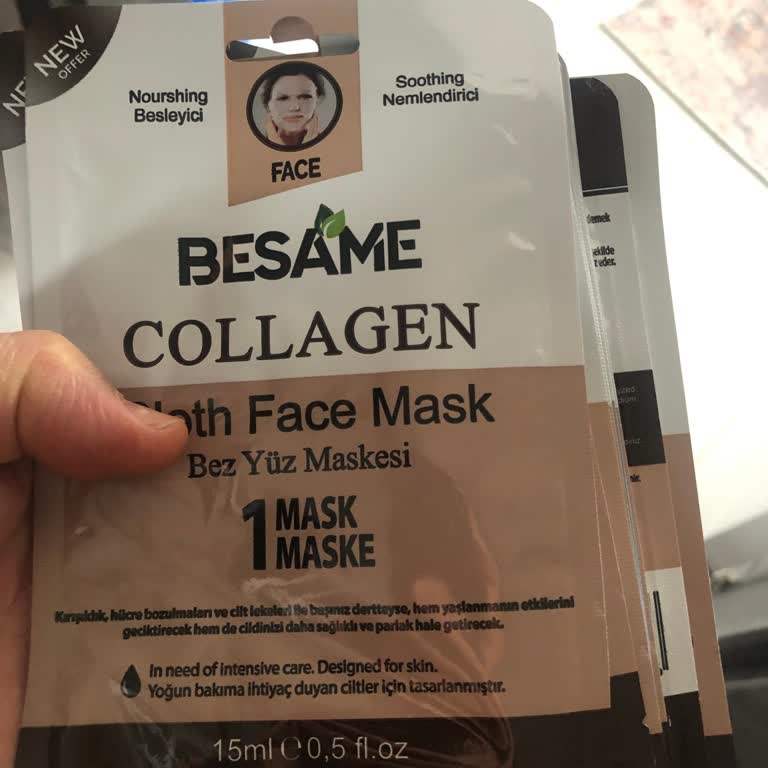 NEW
OFFER
Nourshing
Besleyici
Soothing
Nemlendirici
FACE
BESAME
COLLAGEN
Cloth Face Mask
Bez Yüz Maskesi
1 MASK
MASKE
Kırışıklık, hücre bozulmaları ve cilt lekeleri ile başınız dertteyse, hem yaşlanmanın etkilerini
geciktirecek hem de cildinizi daha sağlıklı ve parlak hale getirecek.
In need of intensive care. Designed for skin.
Yoğun bakıma ihtiyaç duyan ciltler için tasarlanmıştır.
15ml ℮ 0,5 fl.oz